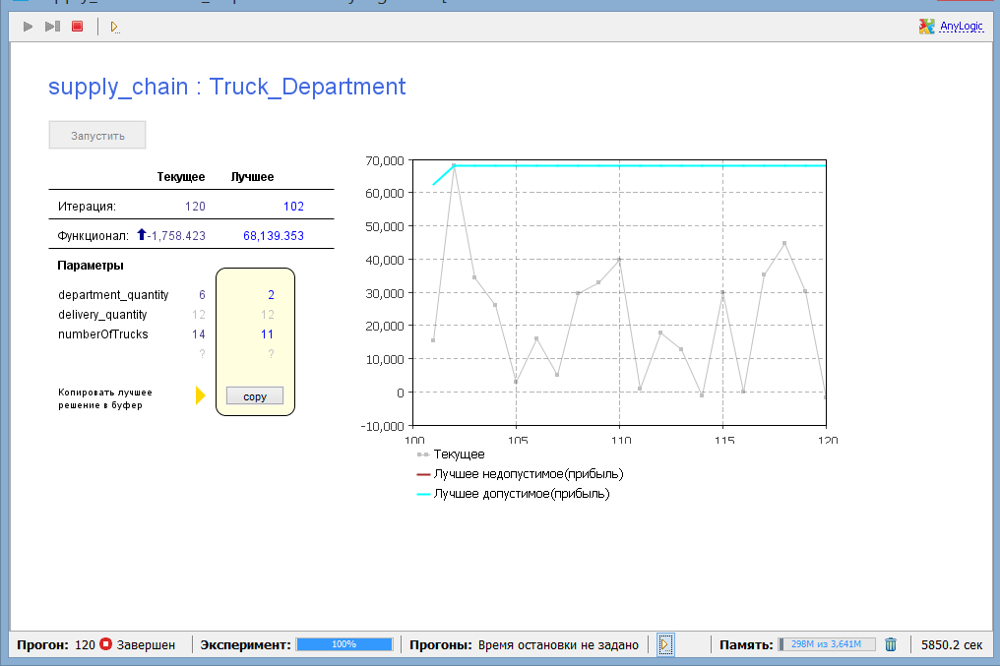 AnyLogic
supply_chain : Truck_Department
Запустить
Текущее Лучшее
Итерация: 120 102
Функционал: -1,758.423 68,139.353
Параметры
department_quantity 6 2
delivery_quantity 12 12
numberOfTrucks 14 11
? ?
Копировать лучшее
решение в буфер
copy
70,000
60,000
50,000
40,000
30,000
20,000
10,000
0
-10,000
100 105 110 115 120
Текущее
Лучшее недопустимое(прибыль)
Лучшее допустимое(прибыль)
Прогон: 120 Завершен Эксперимент: 100% Прогоны: Время остановки не задано Память: 298M из 3,641M 5850.2 сек